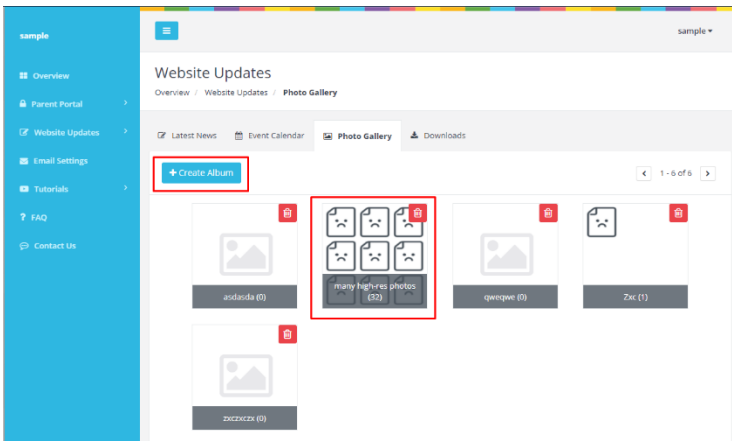 sample
sample
Overview
Parent Portal
Website Updates
Email Settings
Tutorials
? FAQ
Contact Us
Website Updates
Overview / Website Updates / Photo Gallery
Latest News Event Calendar Photo Gallery Downloads
+ Create Album
< 1 - 6 of 6 >
asdasda (0)
many high-res photos
(32)
qweqwe (0)
Zxc (1)
zxczxczx (0)